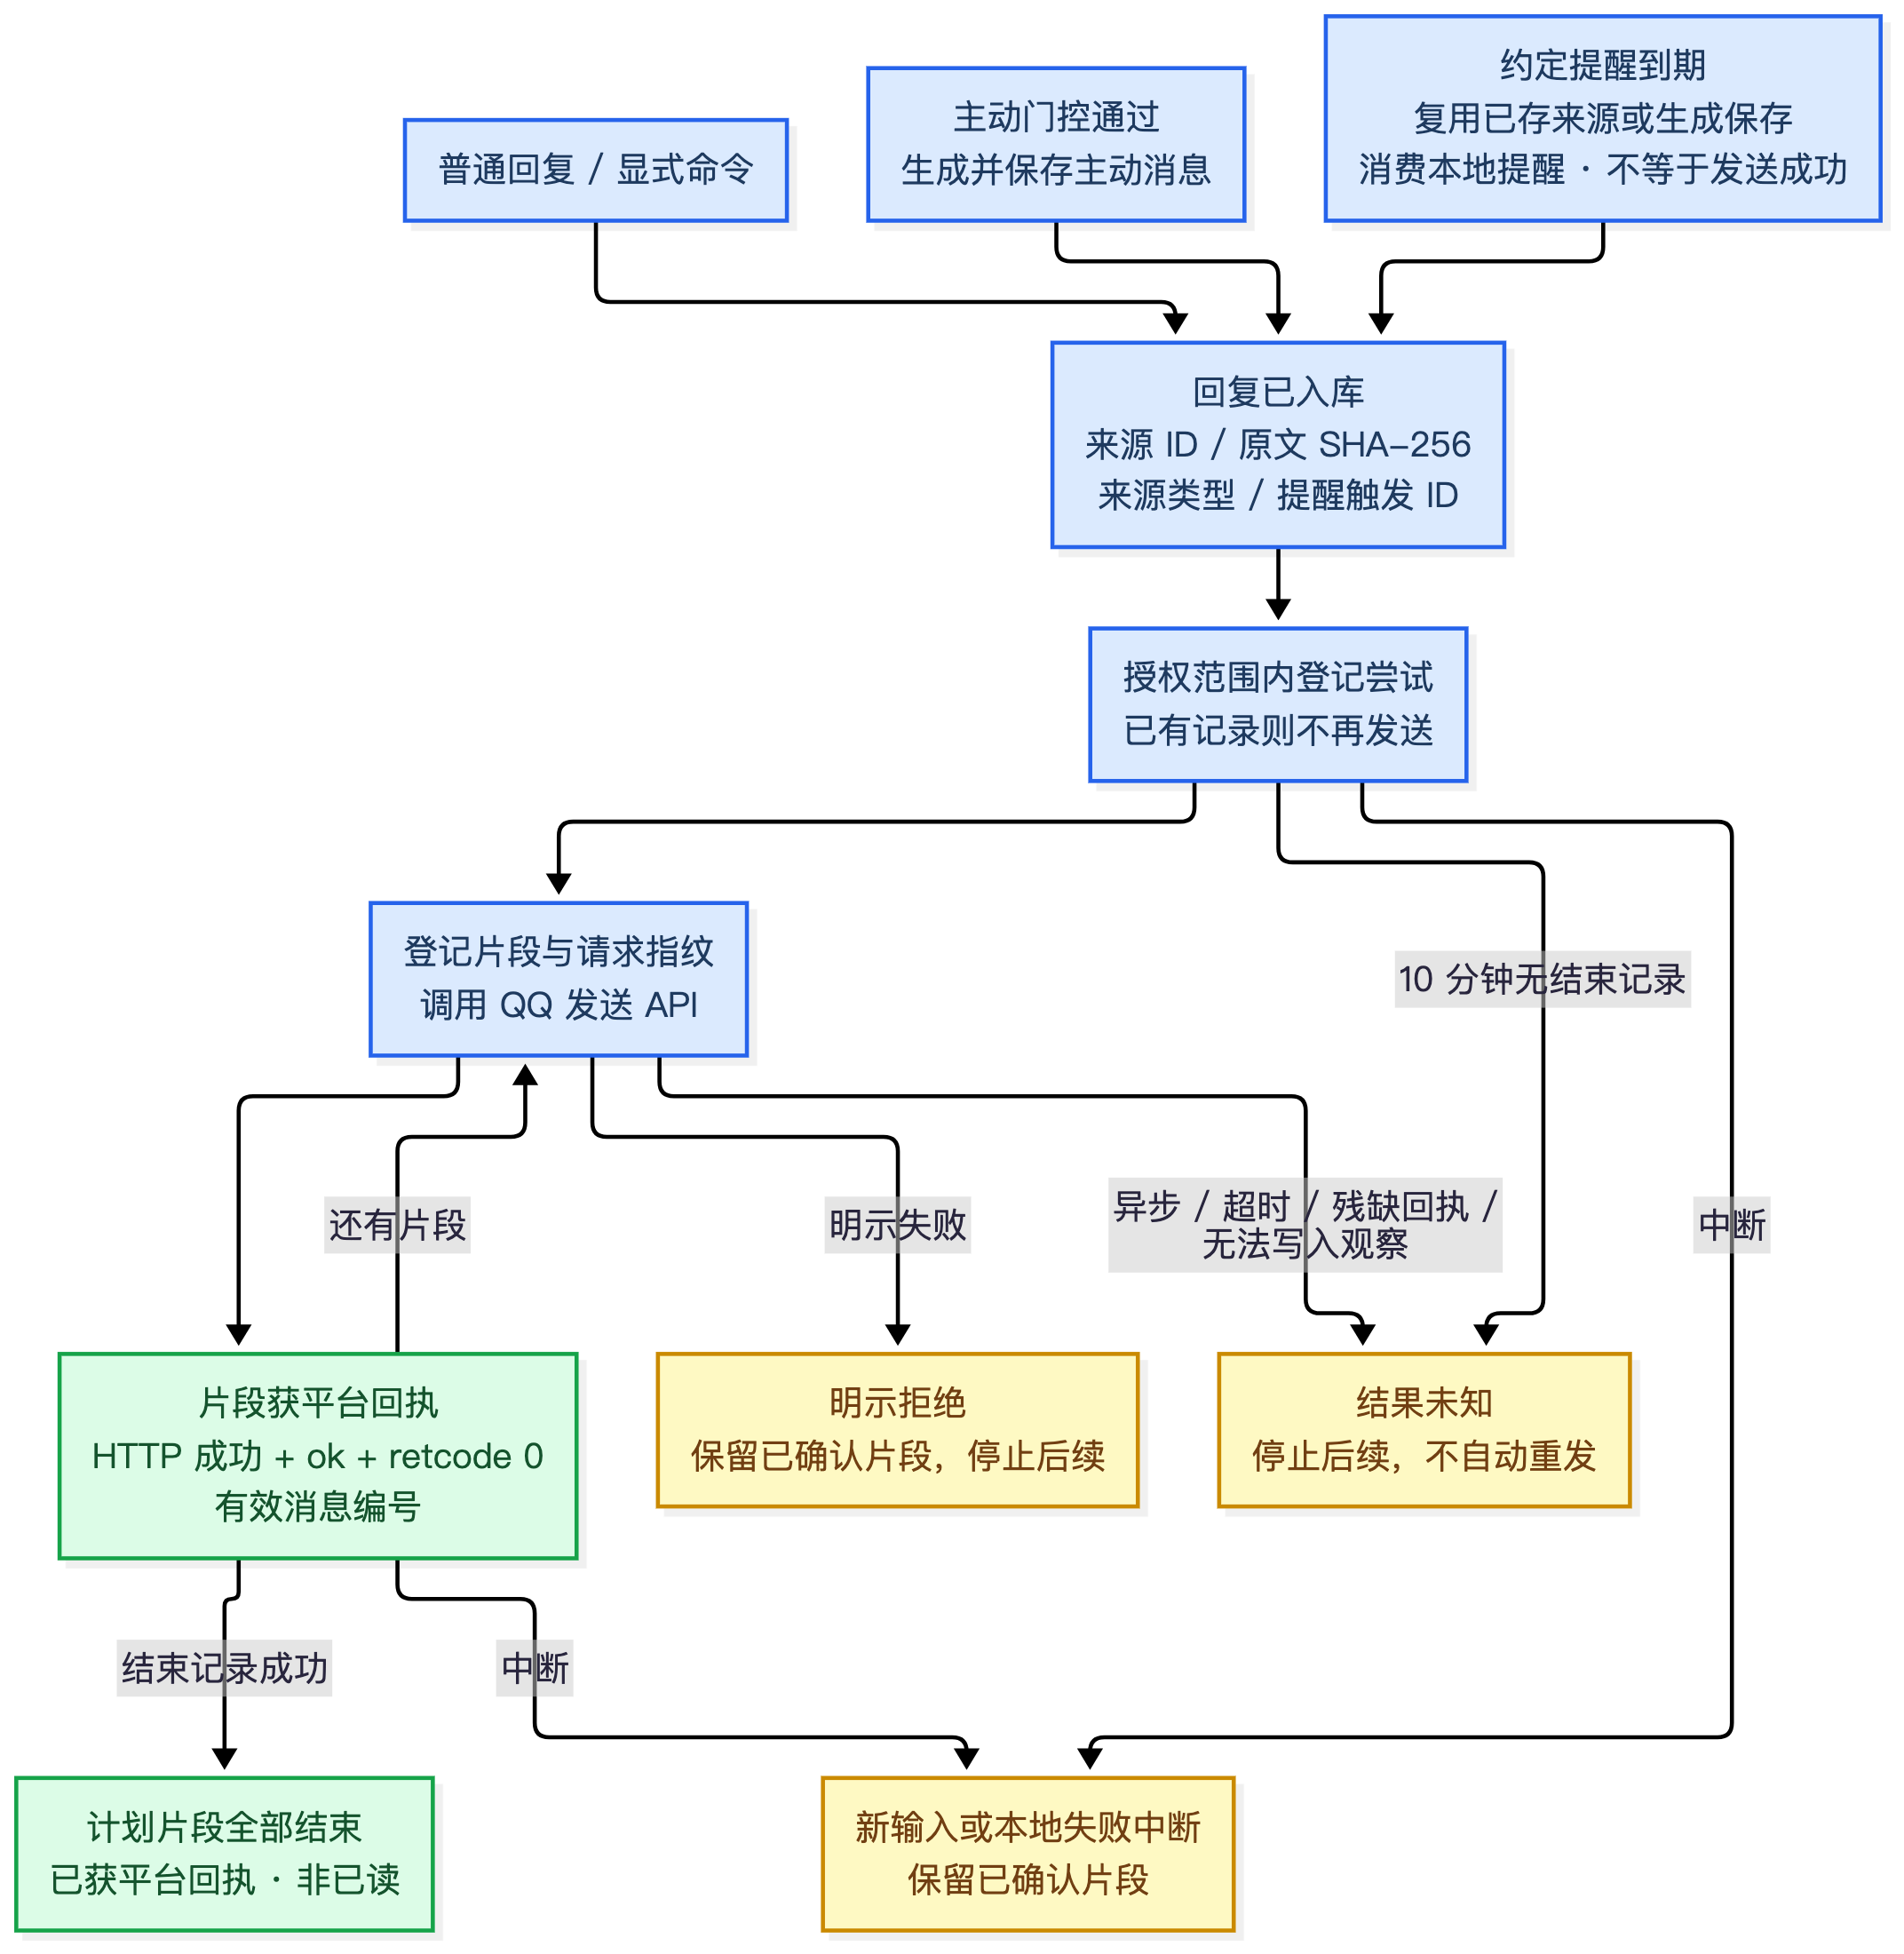 约定提醒到期
复用已存来源或生成保存
消费本地提醒 · 不等于发送成功
主动门控通过
生成并保存主动消息
普通回复 / 显式命令
回复已入库
来源 ID / 原文 SHA-256
来源类型 / 提醒触发 ID
授权范围内登记尝试
已有记录则不再发送
登记片段与请求指纹
调用 QQ 发送 API
10 分钟无结束记录
还有片段
明示失败
异步 / 超时 / 残缺回执 /
无法写入观察
中断
片段获平台回执
HTTP 成功 + ok + retcode 0
有效消息编号
明示拒绝
保留已确认片段，停止后续
结果未知
停止后续，不自动重发
结束记录成功
中断
计划片段全部结束
已获平台回执 · 非已读
新输入或本地失败中断
保留已确认片段